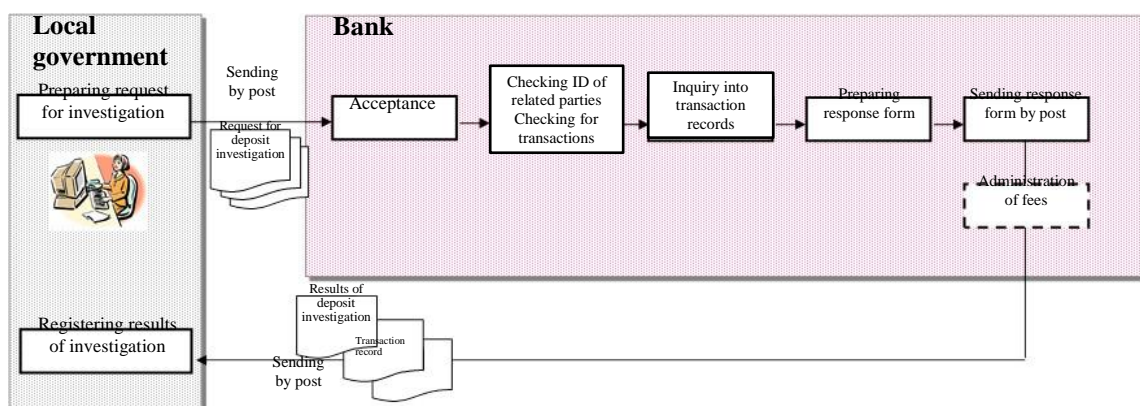 Local
government
Bank
Preparing request
for investigation
Sending
by post
Request for
deposit
investigation
Acceptance
Checking ID of
related parties
Checking for
transactions
Inquiry into
transaction
records
Preparing
response form
Sending response
form by post
Administration
of fees
Results of
deposit
investigation
Transaction
record
Sending
by post
Registering results
of investigation